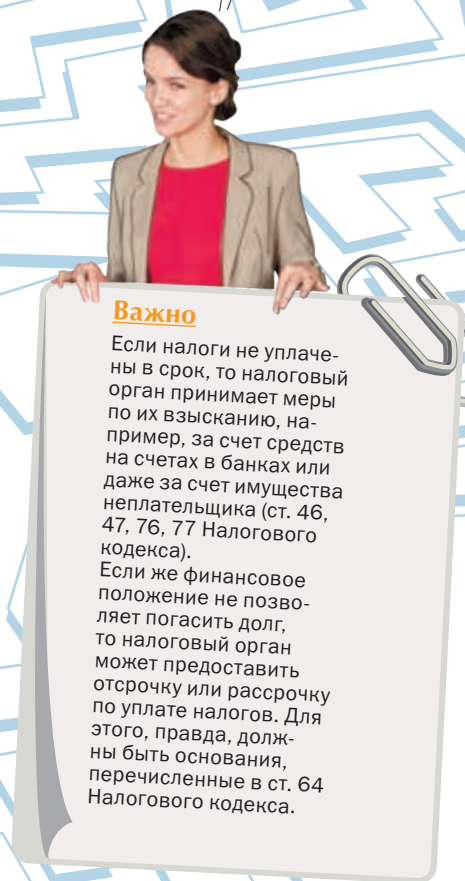 Важно
Если налоги не уплаче-
ны в срок, то налоговый
орган принимает меры
по их взысканию, на-
пример, за счет средств
на счетах в банках или
даже за счет имущества
неплательщика (ст. 46,
47, 76, 77 Налогового
кодекса).
Если же финансовое
положение не позво-
ляет погасить долг,
то налоговый орган
может предоставить
отсрочку или рассрочку
по уплате налогов. Для
этого, правда, долж-
ны быть основания,
перечисленные в ст. 64
Налогового кодекса.